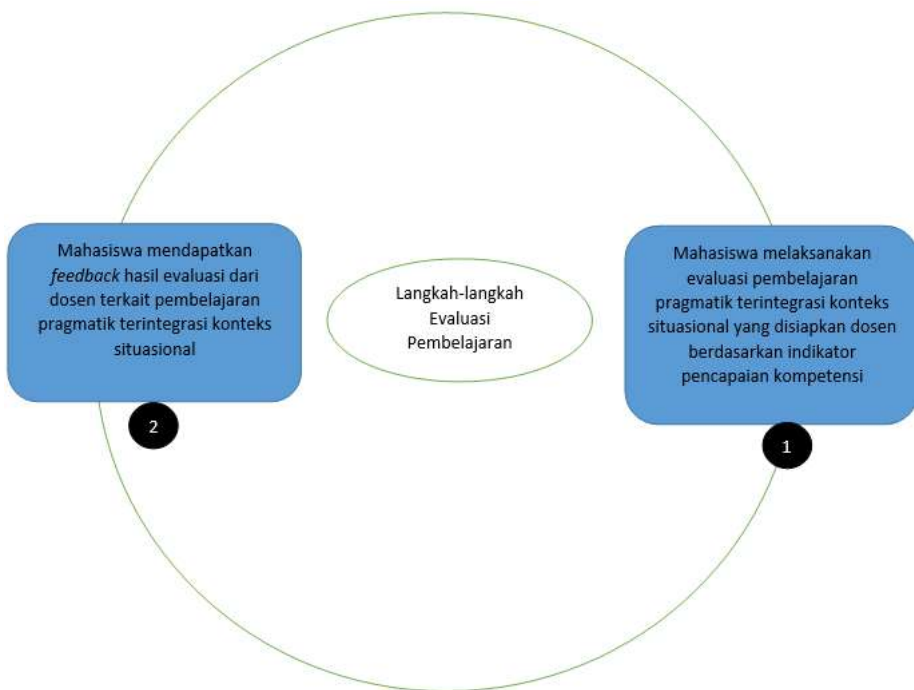 Mahasiswa mendapatkan
feedback hasil evaluasi dari
dosen terkait pembelajaran
pragmatik terintegrasi konteks
situasional
2
Langkah-langkah
Evaluasi
Pembelajaran
Mahasiswa melaksanakan
evaluasi pembelajaran
pragmatik terintegrasi konteks
situasional yang disiapkan dosen
berdasarkan indikator
pencapaian kompetensi
1